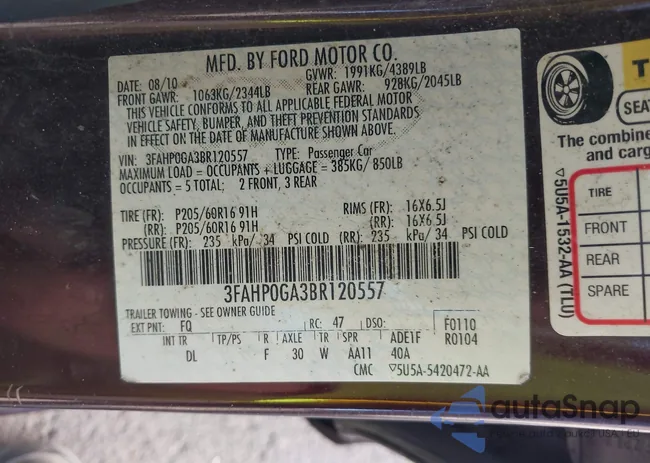 MFD. BY FORD MOTOR CO.
DATE: 08/10 GVWR: 1991KG/4389LB
FRONT GAWR: 1063KG/2344LB REAR GAWR: 928KG/2045LB
THIS VEHICLE CONFORMS TO ALL APPLICABLE FEDERAL MOTOR
VEHICLE SAFETY, BUMPER, AND THEFT PREVENTION STANDARDS
IN EFFECT ON THE DATE OF MANUFACTURE SHOWN ABOVE.
VIN: 3FAHP0GA3BR120557 TYPE: Passenger Car
MAXIMUM LOAD = OCCUPANTS + LUGGAGE = 385KG/ 850LB
OCCUPANTS = 5 TOTAL: 2 FRONT, 3 REAR
TIRE (FR): P205/60R16 91H RIMS (FR): 16X6.5J
(RR): P205/60R16 91H (RR): 16X6.5J
PRESSURE (FR): 235 kPa/ 34 PSI COLD (RR): 235 kPa/ 34 PSI COLD
3FAHP0GA3BR120557
TRAILER TOWING - SEE OWNER GUIDE
EXT PNT: FQ RC: 47 DSO: F0110
R0104
INT TR TP/PS R AXLE TR SPR ADE1F
DL F 30 W AA11 40A
CMC ▽5U5A-5420472-AA
▽5U5A-1532-AA (TLU)
T
SEA
The combine
and carg
TIRE
FRONT
REAR
SPARE
autoSnap